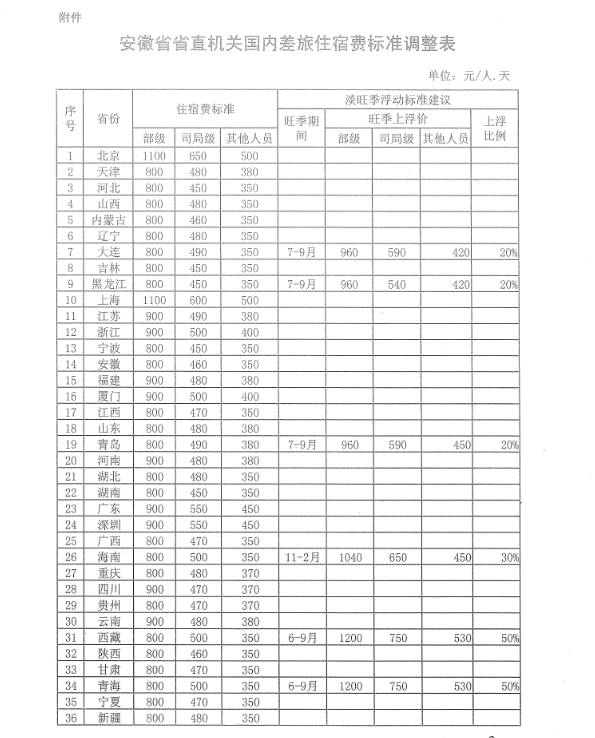 附件
安徽省省直机关国内差旅住宿费标准调整表
单位：元/人.天
序号 省份 住宿费标准 淡旺季浮动标准建议
旺季期间 旺季上浮价 上浮比例
部级 司局级 其他人员 部级 司局级 其他人员
1 北京 1100 650 500
2 天津 800 480 380
3 河北 800 450 350
4 山西 800 480 350
5 内蒙古 800 460 350
6 辽宁 800 480 350
7 大连 800 490 350 7-9月 960 590 420 20%
8 吉林 800 450 350
9 黑龙江 800 450 350 7-9月 960 540 420 20%
10 上海 1100 600 500
11 江苏 900 490 380
12 浙江 900 500 400
13 宁波 800 450 350
14 安徽 800 460 350
15 福建 900 480 380
16 厦门 900 500 400
17 江西 800 470 350
18 山东 800 480 380
19 青岛 800 490 380 7-9月 960 590 450 20%
20 河南 900 480 380
21 湖北 800 480 350
22 湖南 800 450 350
23 广东 900 550 450
24 深圳 900 550 450
25 广西 800 470 350
26 海南 800 500 350 11-2月 1040 650 450 30%
27 重庆 800 480 370
28 四川 900 470 370
29 贵州 800 470 370
30 云南 900 480 380
31 西藏 800 500 350 6-9月 1200 750 530 50%
32 陕西 800 460 350
33 甘肃 800 470 350
34 青海 800 500 350 6-9月 1200 750 530 50%
35 宁夏 800 470 350
36 新疆 800 480 350